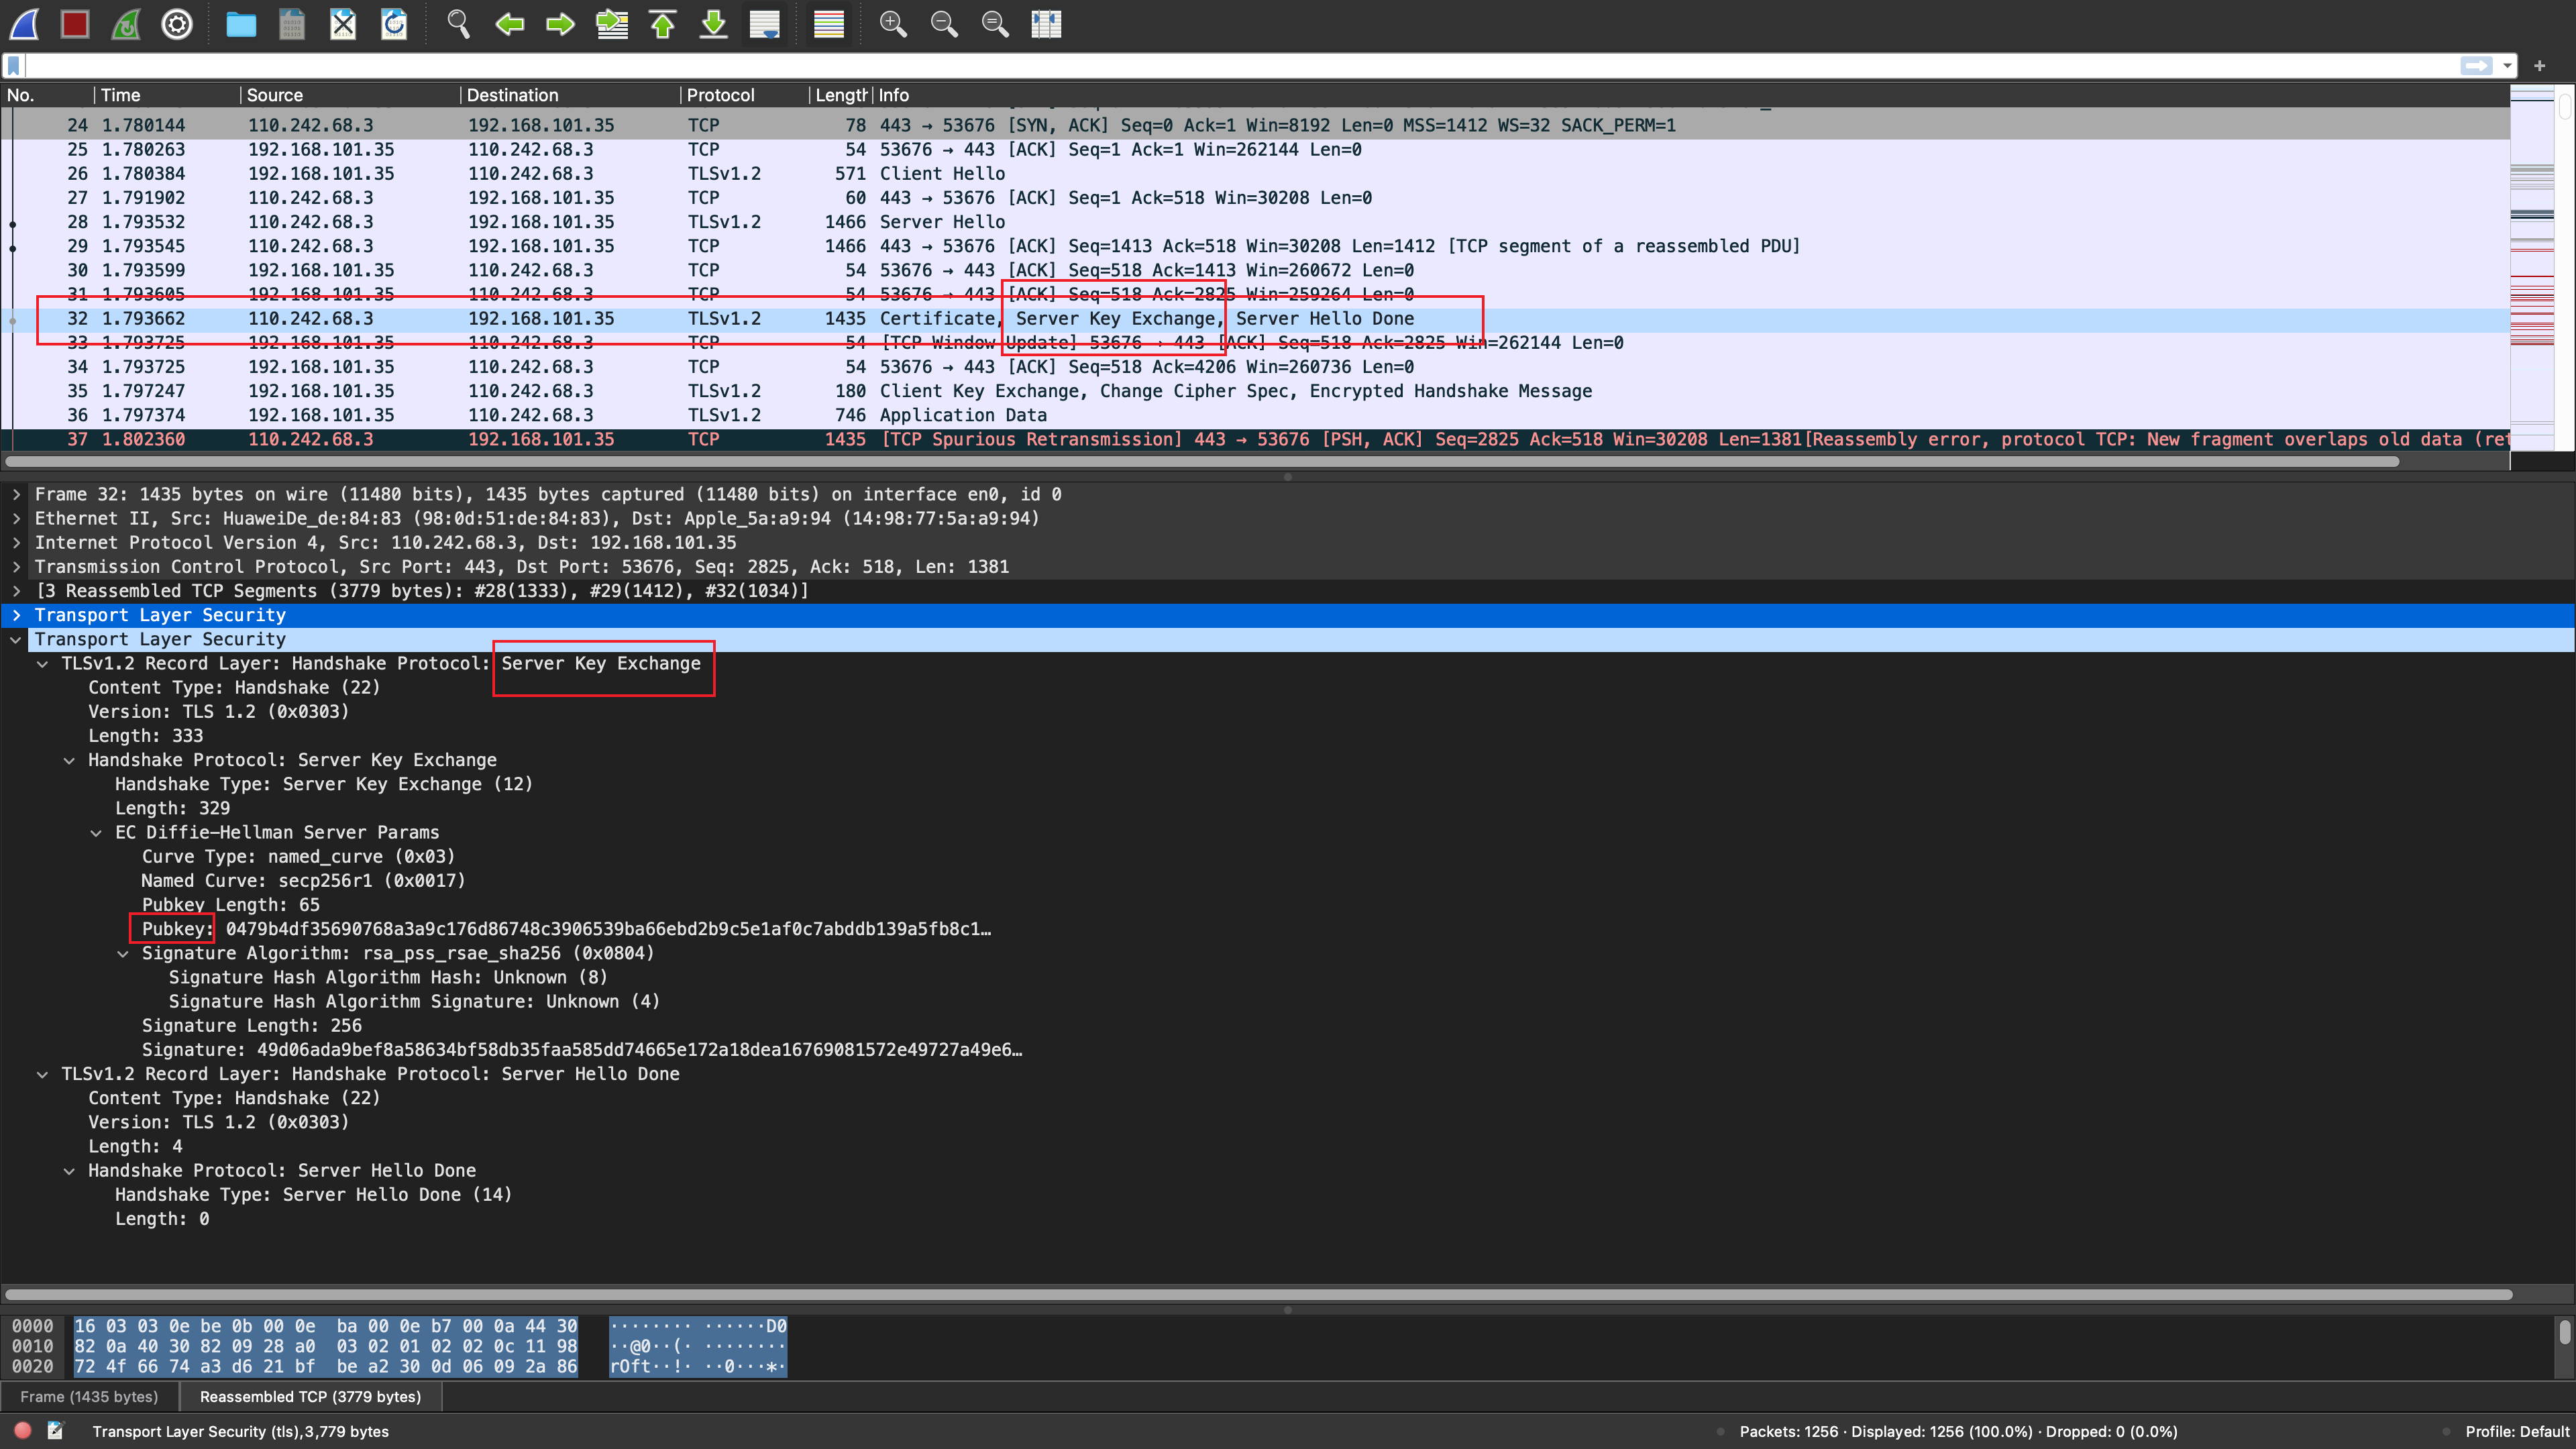 No. Time Source Destination Protocol Length Info
24 1.780144 110.242.68.3 192.168.101.35 TCP 78 443 → 53676 [SYN, ACK] Seq=0 Ack=1 Win=8192 Len=0 MSS=1412 WS=32 SACK_PERM=1
25 1.780263 192.168.101.35 110.242.68.3 TCP 54 53676 → 443 [ACK] Seq=1 Ack=1 Win=262144 Len=0
26 1.780384 192.168.101.35 110.242.68.3 TLSv1.2 571 Client Hello
27 1.791902 110.242.68.3 192.168.101.35 TCP 60 443 → 53676 [ACK] Seq=1 Ack=518 Win=30208 Len=0
28 1.793532 110.242.68.3 192.168.101.35 TLSv1.2 1466 Server Hello
29 1.793545 110.242.68.3 192.168.101.35 TCP 1466 443 → 53676 [ACK] Seq=1413 Ack=518 Win=30208 Len=1412 [TCP segment of a reassembled PDU]
30 1.793599 192.168.101.35 110.242.68.3 TCP 54 53676 → 443 [ACK] Seq=518 Ack=1413 Win=260672 Len=0
31 1.793605 192.168.101.35 110.242.68.3 TCP 54 53676 → 443 [ACK] Seq=518 Ack=2825 Win=259264 Len=0
32 1.793662 110.242.68.3 192.168.101.35 TLSv1.2 1435 Certificate, Server Key Exchange, Server Hello Done
33 1.793725 192.168.101.35 110.242.68.3 TCP 54 [TCP Window Update] 53676 → 443 [ACK] Seq=518 Ack=2825 Win=262144 Len=0
34 1.793725 192.168.101.35 110.242.68.3 TCP 54 53676 → 443 [ACK] Seq=518 Ack=4206 Win=260736 Len=0
35 1.797247 192.168.101.35 110.242.68.3 TLSv1.2 180 Client Key Exchange, Change Cipher Spec, Encrypted Handshake Message
36 1.797374 192.168.101.35 110.242.68.3 TLSv1.2 746 Application Data
37 1.802360 110.242.68.3 192.168.101.35 TCP 1435 [TCP Spurious Retransmission] 443 → 53676 [PSH, ACK] Seq=2825 Ack=518 Win=30208 Len=1381[Reassembly error, protocol TCP: New fragment overlaps old data (ret
Frame 32: 1435 bytes on wire (11480 bits), 1435 bytes captured (11480 bits) on interface en0, id 0
Ethernet II, Src: HuaweiDe_de:84:83 (98:0d:51:de:84:83), Dst: Apple_5a:a9:94 (14:98:77:5a:a9:94)
Internet Protocol Version 4, Src: 110.242.68.3, Dst: 192.168.101.35
Transmission Control Protocol, Src Port: 443, Dst Port: 53676, Seq: 2825, Ack: 518, Len: 1381
[3 Reassembled TCP Segments (3779 bytes): #28(1333), #29(1412), #32(1034)]
Transport Layer Security
Transport Layer Security
TLSv1.2 Record Layer: Handshake Protocol: Server Key Exchange
Content Type: Handshake (22)
Version: TLS 1.2 (0x0303)
Length: 333
Handshake Protocol: Server Key Exchange
Handshake Type: Server Key Exchange (12)
Length: 329
EC Diffie-Hellman Server Params
Curve Type: named_curve (0x03)
Named Curve: secp256r1 (0x0017)
Pubkey Length: 65
Pubkey: 0479b4df35690768a3a9c176d86748c3906539ba66ebd2b9c5e1af0c7abddb139a5fb8c1…
Signature Algorithm: rsa_pss_rsae_sha256 (0x0804)
Signature Hash Algorithm Hash: Unknown (8)
Signature Hash Algorithm Signature: Unknown (4)
Signature Length: 256
Signature: 49d06ada9bef8a58634bf58db35faa585dd74665e172a18dea16769081572e49727a49e6…
TLSv1.2 Record Layer: Handshake Protocol: Server Hello Done
Content Type: Handshake (22)
Version: TLS 1.2 (0x0303)
Length: 4
Handshake Protocol: Server Hello Done
Handshake Type: Server Hello Done (14)
Length: 0
0000 16 03 03 0e be 0b 00 0e ba 00 0e b7 00 0a 44 30 ········ ······D0
0010 82 0a 40 30 82 09 28 a0 03 02 01 02 02 0c 11 98 ··@0··(· ········
0020 72 4f 66 74 a3 d6 21 bf be a2 30 0d 06 09 2a 86 rOft··!· ··0···*·
Frame (1435 bytes) Reassembled TCP (3779 bytes)
Transport Layer Security (tls),3,779 bytes Packets: 1256 · Displayed: 1256 (100.0%) · Dropped: 0 (0.0%) Profile: Default